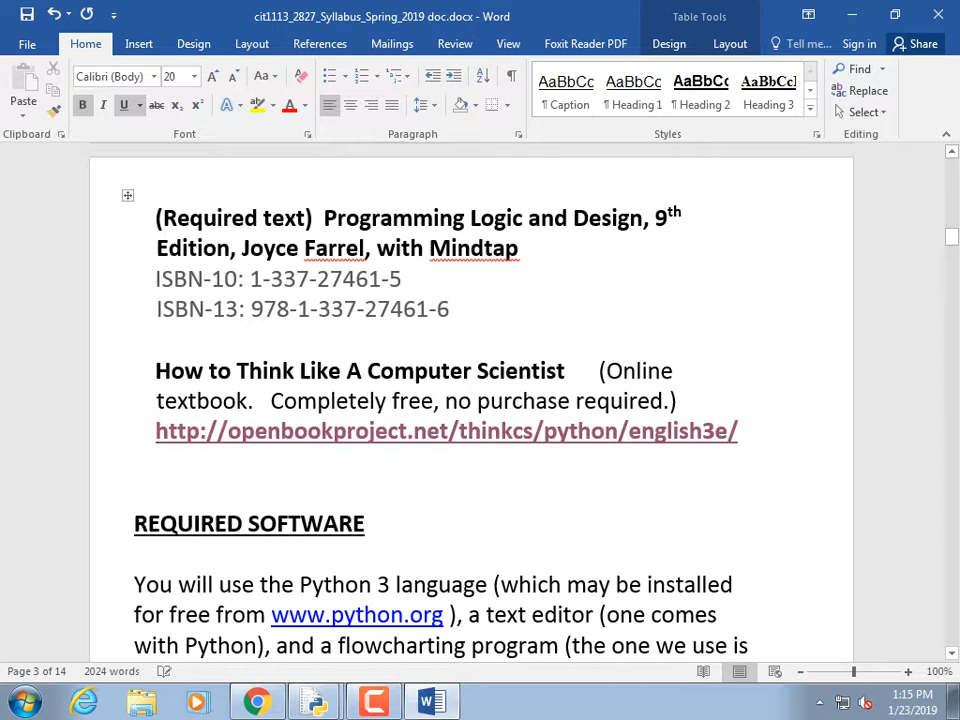 cit1113_2827_Syllabus_Spring_2019 doc.docx - Word
Table Tools
File Home Insert Design Layout References Mailings Review View Foxit Reader PDF Design Layout Tell me... Sign in Share
Calibri (Body) 20 Aa
AaBbCc AaBbCc AaBbCc AaBbCc
Find
Paste
B I U abc x₂ x² A A
¶ Caption ¶ Heading 1 ¶ Heading 2 Heading 3
Replace
Select
Clipboard Font Paragraph Styles Editing
(Required text) Programming Logic and Design, 9th
Edition, Joyce Farrel, with Mindtap
ISBN-10: 1-337-27461-5
ISBN-13: 978-1-337-27461-6
How to Think Like A Computer Scientist (Online
textbook. Completely free, no purchase required.)
http://openbookproject.net/thinkcs/python/english3e/
REQUIRED SOFTWARE
You will use the Python 3 language (which may be installed
for free from www.python.org ), a text editor (one comes
with Python), and a flowcharting program (the one we use is
Page 3 of 14 2024 words 100%
1:15 PM
1/23/2019